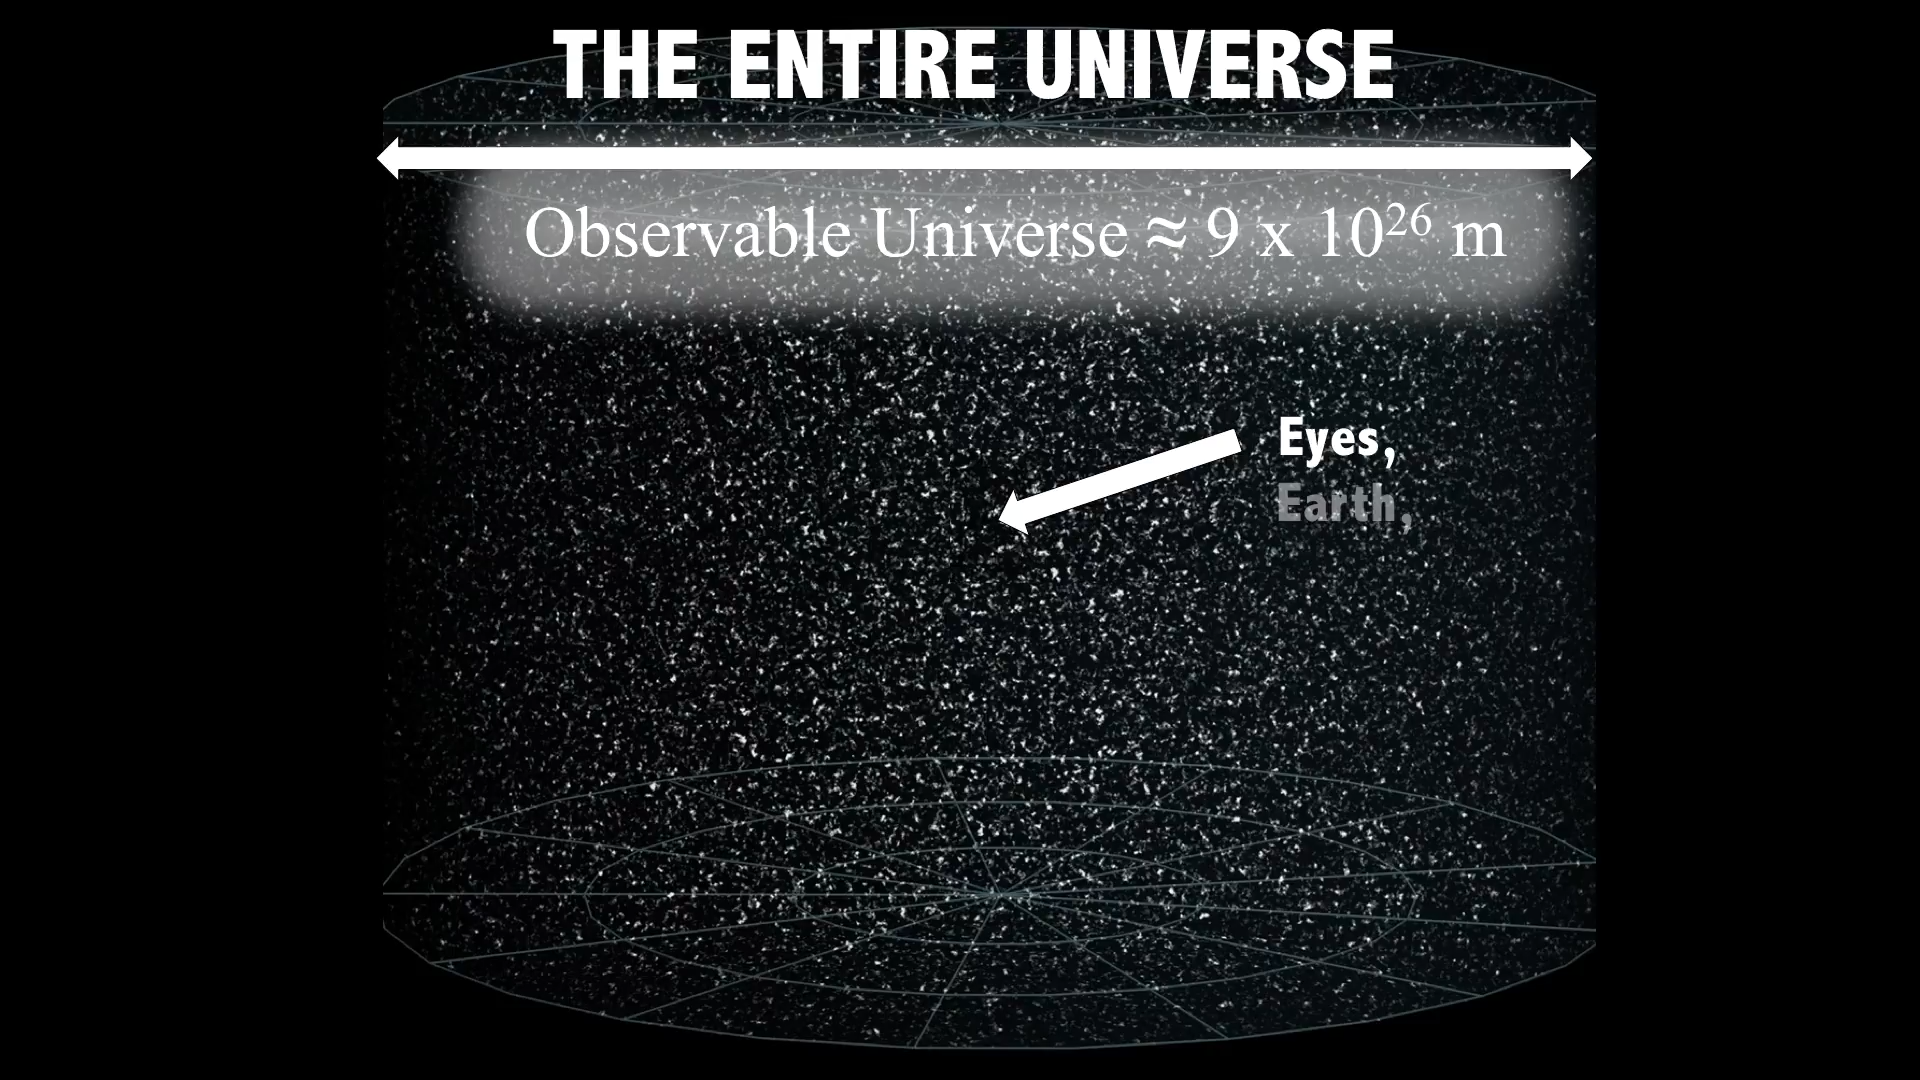 THE ENTIRE UNIVERSE
Observable Universe ≈ 9 x 10²⁶ m
Eyes,
Earth,